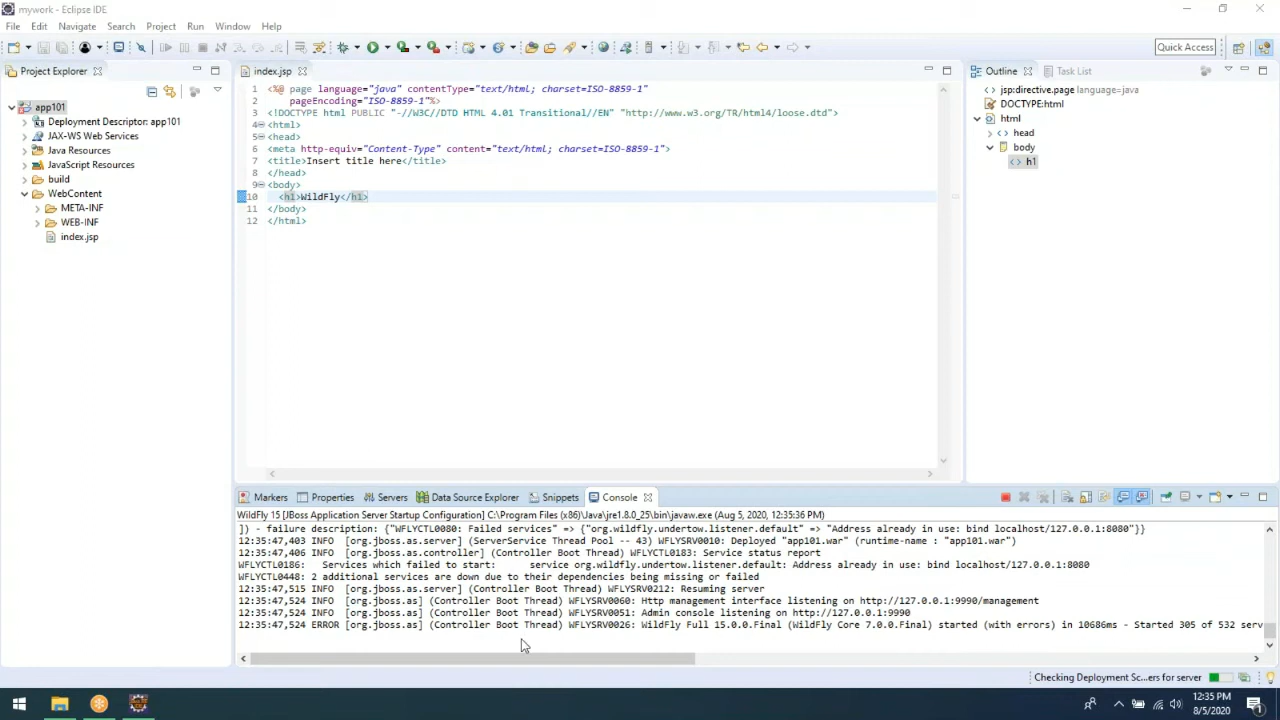 mywork - Eclipse IDE
File Edit Navigate Search Project Run Window Help
Quick Access
Project Explorer
app101
Deployment Descriptor: app101
JAX-WS Web Services
Java Resources
JavaScript Resources
build
WebContent
META-INF
WEB-INF
index.jsp
index.jsp
1 <%@ page language="java" contentType="text/html; charset=ISO-8859-1"
2 pageEncoding="ISO-8859-1"%>
3 <!DOCTYPE html PUBLIC "-//W3C//DTD HTML 4.01 Transitional//EN" "http://www.w3.org/TR/html4/loose.dtd">
4 <html>
5 <head>
6 <meta http-equiv="Content-Type" content="text/html; charset=ISO-8859-1">
7 <title>Insert title here</title>
8 </head>
9 <body>
10 <h1>WildFly</h1>
11 </body>
12 </html>
Outline Task List
jsp:directive.page language=java
DOCTYPE:html
html
head
body
h1
Markers Properties Servers Data Source Explorer Snippets Console
WildFly 15 [JBoss Application Server Startup Configuration] C:\Program Files (x86)\Java\jre1.8.0_25\bin\javaw.exe (Aug 5, 2020, 12:35:36 PM)
]) - failure description: {"WFLYCTL0080: Failed services" => {"org.wildfly.undertow.listener.default" => "Address already in use: bind localhost/127.0.0.1:8080"}}
12:35:47,403 INFO [org.jboss.as.server] (ServerService Thread Pool -- 43) WFLYSRV0010: Deployed "app101.war" (runtime-name : "app101.war")
12:35:47,406 INFO [org.jboss.as.controller] (Controller Boot Thread) WFLYCTL0183: Service status report
WFLYCTL0186: Services which failed to start: service org.wildfly.undertow.listener.default: Address already in use: bind localhost/127.0.0.1:8080
WFLYCTL0448: 2 additional services are down due to their dependencies being missing or failed
12:35:47,515 INFO [org.jboss.as.server] (Controller Boot Thread) WFLYSRV0212: Resuming server
12:35:47,524 INFO [org.jboss.as] (Controller Boot Thread) WFLYSRV0060: Http management interface listening on http://127.0.0.1:9990/management
12:35:47,524 INFO [org.jboss.as] (Controller Boot Thread) WFLYSRV0051: Admin console listening on http://127.0.0.1:9990
12:35:47,524 ERROR [org.jboss.as] (Controller Boot Thread) WFLYSRV0026: WildFly Full 15.0.0.Final (WildFly Core 7.0.0.Final) started (with errors) in 10686ms - Started 305 of 532 serv
Checking Deployment Sc...ers for server
12:35 PM
8/5/2020
1